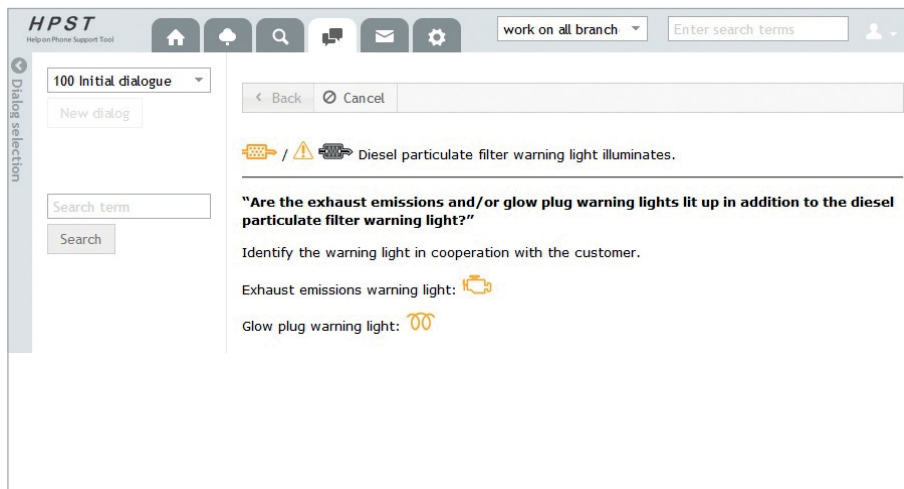 HPST
Help on Phone Support Tool
work on all branch
Enter search terms
Dialog selection
100 Initial dialogue
New dialog
Search term
Search
Back
Cancel
/ Diesel particulate filter warning light illuminates.
“Are the exhaust emissions and/or glow plug warning lights lit up in addition to the diesel
particulate filter warning light?”
Identify the warning light in cooperation with the customer.
Exhaust emissions warning light:
Glow plug warning light: